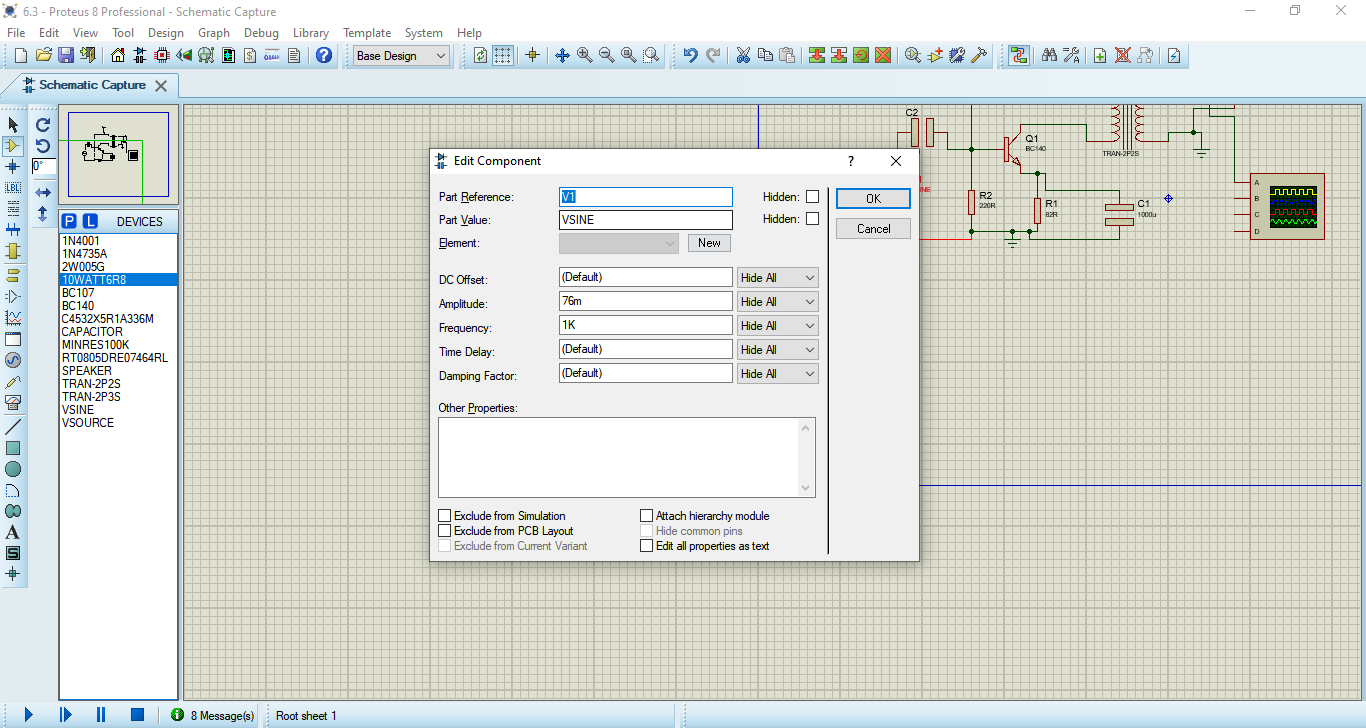 6.3 - Proteus 8 Professional - Schematic Capture
File Edit View Tool Design Graph Debug Library Template System Help
Base Design
Schematic Capture
0°
LBL
P L DEVICES
1N4001
1N4735A
2W005G
10WATT6R8
BC107
BC140
C4532X5R1A336M
CAPACITOR
MINRES100K
RT0805DRE07464RL
SPEAKER
TRAN-2P2S
TRAN-2P3S
VSINE
VSOURCE
A
S
C2
Q1
BC140
TRAN-2P2S
R2
220R
R1
82R
C1
1000u
A
B
C
D
Edit Component ?
Part Reference: V1 Hidden: OK
Part Value: VSINE Hidden: Cancel
Element: New
DC Offset: (Default) Hide All
Amplitude: 76m Hide All
Frequency: 1K Hide All
Time Delay: (Default) Hide All
Damping Factor: (Default) Hide All
Other Properties:
Exclude from Simulation Attach hierarchy module
Exclude from PCB Layout Hide common pins
Exclude from Current Variant Edit all properties as text
8 Message(s) Root sheet 1